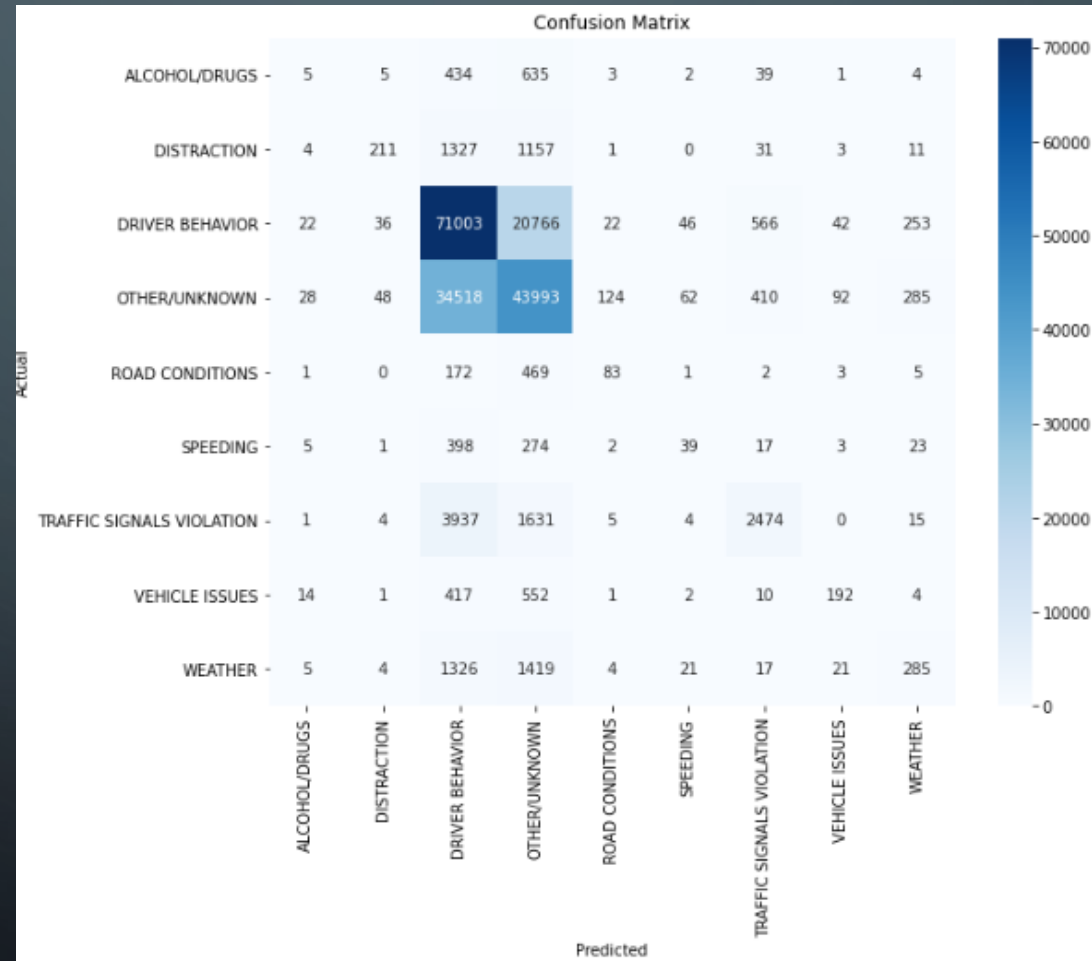 Confusion Matrix
ALCOHOL/DRUGS 5 5 434 635 3 2 39 1 4
DISTRACTION 4 211 1327 1157 1 0 31 3 11
DRIVER BEHAVIOR 22 36 71003 20766 22 46 566 42 253
OTHER/UNKNOWN 28 48 34518 43993 124 62 410 92 285
ROAD CONDITIONS 1 0 172 469 83 1 2 3 5
SPEEDING 5 1 398 274 2 39 17 3 23
TRAFFIC SIGNALS VIOLATION 1 4 3937 1631 5 4 2474 0 15
VEHICLE ISSUES 14 1 417 552 1 2 10 192 4
WEATHER 5 4 1326 1419 4 21 17 21 285
Actual
ALCOHOL/DRUGS
DISTRACTION
DRIVER BEHAVIOR
OTHER/UNKNOWN
ROAD CONDITIONS
SPEEDING
TRAFFIC SIGNALS VIOLATION
VEHICLE ISSUES
WEATHER
Predicted
70000
60000
50000
40000
30000
20000
10000
0